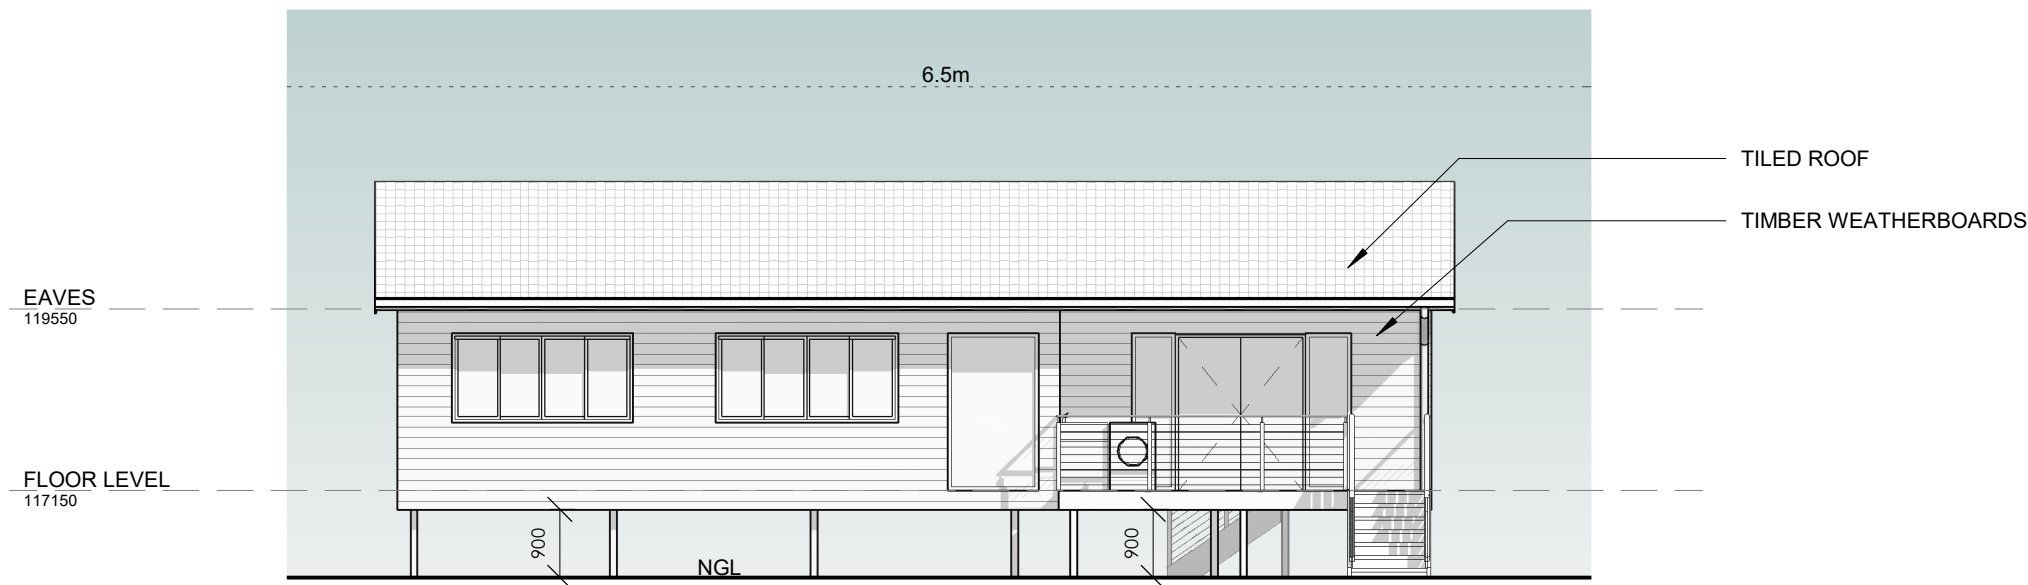 6.5m
TILED ROOF
TIMBER WEATHERBOARDS
EAVES
119550
FLOOR LEVEL
117150
900
900
NGL